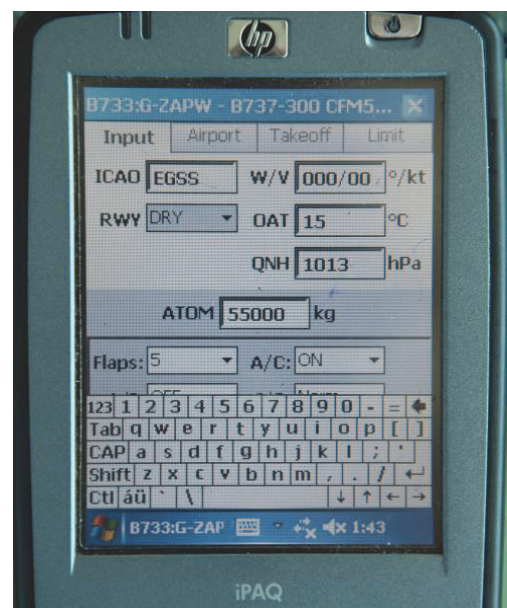 hp
B733:G-ZAPW - B737-300 CFM5... X
Input Airport Takeoff Limit
ICAO EGSS W/V 000/00 °/kt
RWY DRY OAT 15 °C
QNH 1013 hPa
ATOM 55000 kg
Flaps: 5 A/C: ON
OFF Norm
123 1 2 3 4 5 6 7 8 9 0 - =
Tab q w e r t y u i o p [ ]
CAP a s d f g h j k l ; '
Shift z x c v b n m , . /
Ctl áü ` \ ↓ ↑ ← →
B733:G-ZAP 1:43
iPAQ